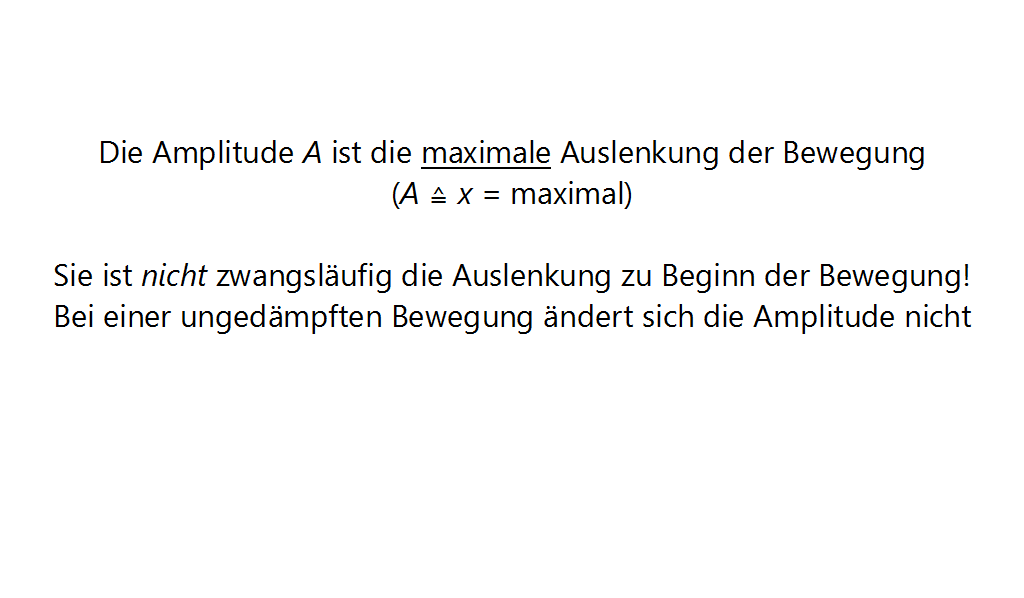 Die Amplitude A ist die maximale Auslenkung der Bewegung
(A ≙ x = maximal)
Sie ist nicht zwangsläufig die Auslenkung zu Beginn der Bewegung!
Bei einer ungedämpften Bewegung ändert sich die Amplitude nicht